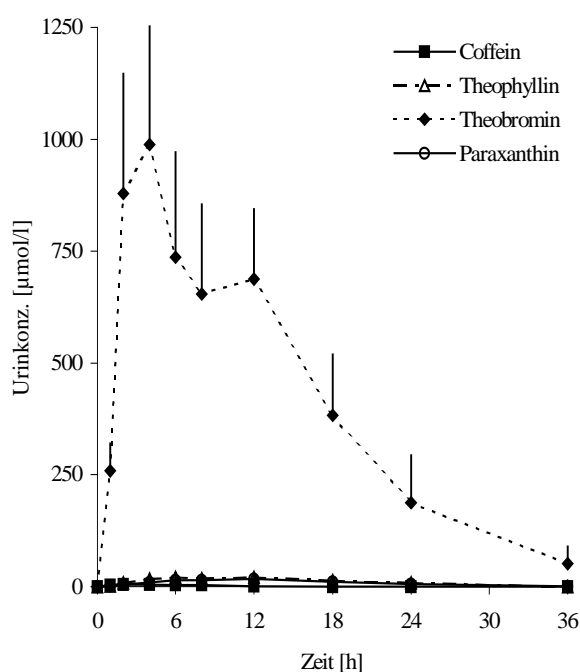 1250
1000
750
500
250
0
Urinkonz. [µmol/l]
Coffein
Theophyllin
Theobromin
Paraxanthin
0 6 12 18 24 30 36
Zeit [h]